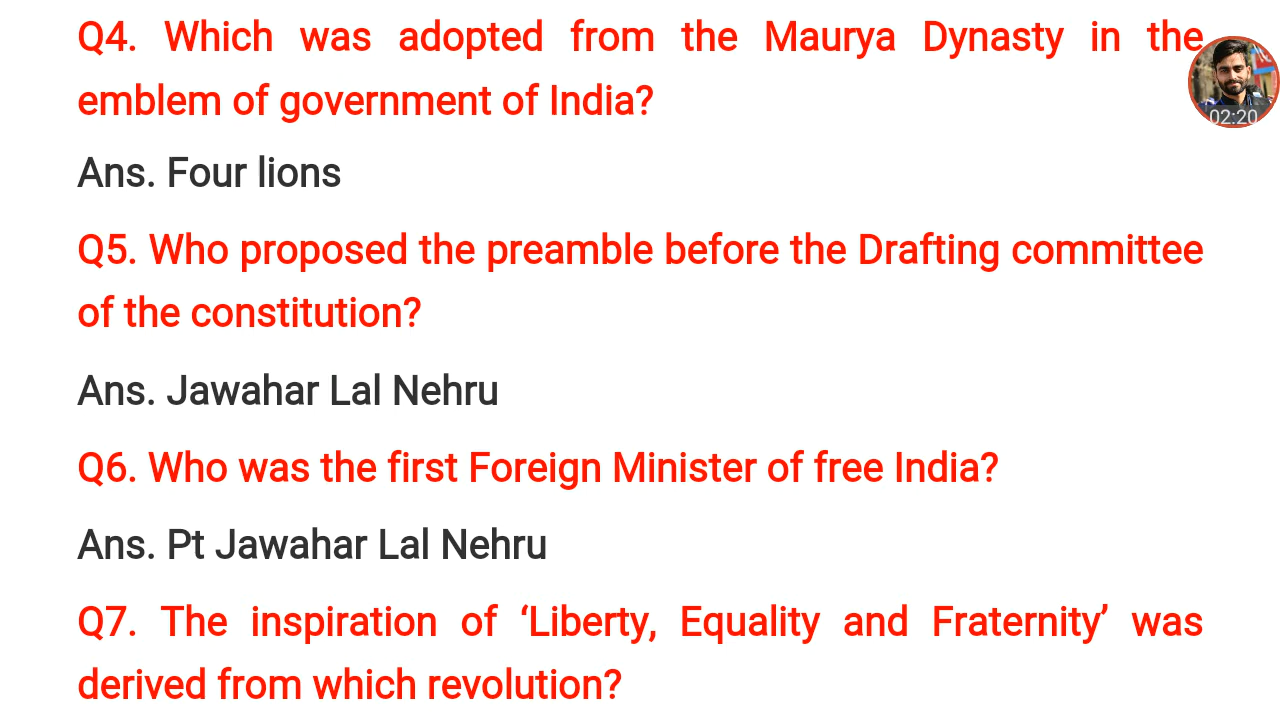 Q4. Which was adopted from the Maurya Dynasty in the
emblem of government of India?
02:20
Ans. Four lions
Q5. Who proposed the preamble before the Drafting committee
of the constitution?
Ans. Jawahar Lal Nehru
Q6. Who was the first Foreign Minister of free India?
Ans. Pt Jawahar Lal Nehru
Q7. The inspiration of ‘Liberty, Equality and Fraternity’ was
derived from which revolution?